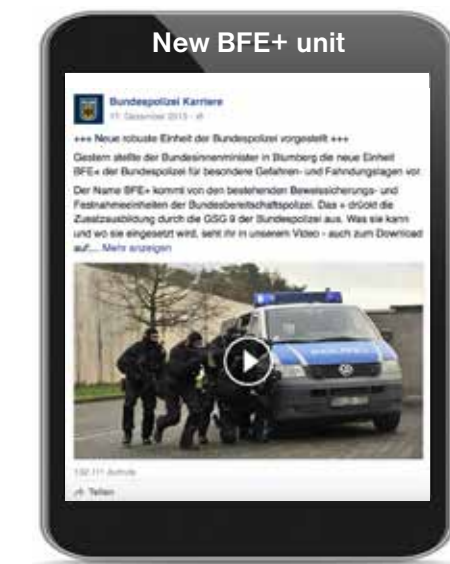 New BFE+ unit
Bundespolizei Karriere
17. Dezember 2015
+++ Neue robuste Einheit der Bundespolizei vorgestellt +++
Gestern stellte der Bundesinnenminister in Blumberg die neue Einheit
BFE+ der Bundespolizei für besondere Gefahren- und Fahndungslagen vor.
Der Name BFE+ kommt von den bestehenden Beweissicherungs- und
Festnahmeeinheiten der Bundesbereitschaftspolizei. Das + drückt die
Zusatzausbildung durch die GSG 9 der Bundespolizei aus. Was sie kann
und wo sie eingesetzt wird, seht ihr in unserem Video - auch zum Download
auf:... Mehr anzeigen
POLIZEI
Aufrufe
Teilen